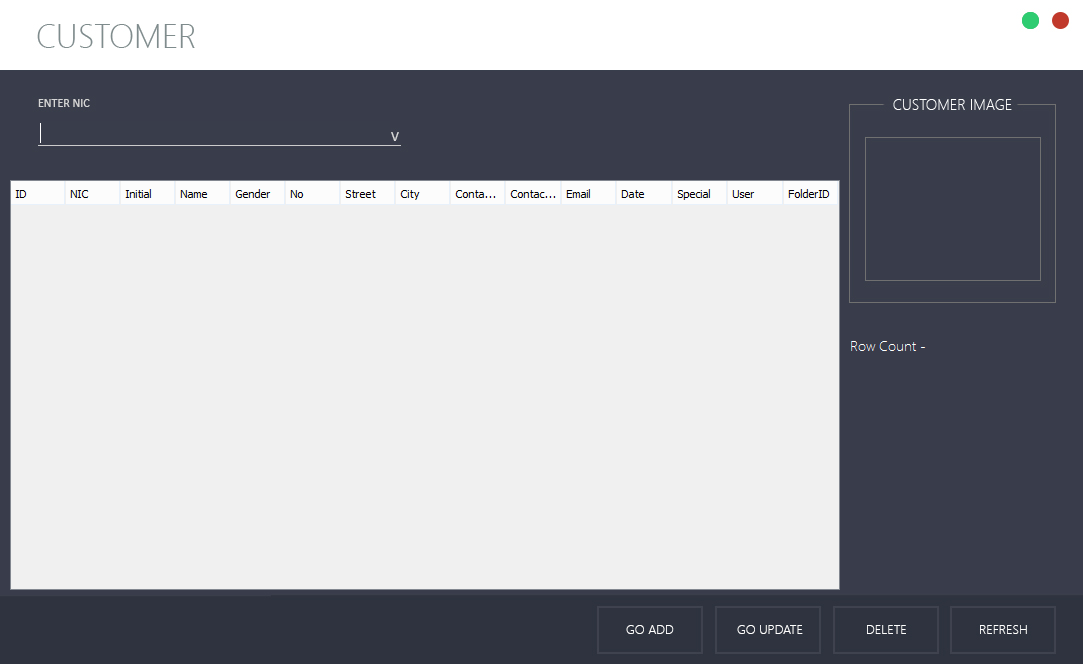 CUSTOMER
ENTER NIC
V
CUSTOMER IMAGE
ID NIC Initial Name Gender No Street City Conta... Contac... Email Date Special User FolderID
Row Count -
GO ADD GO UPDATE DELETE REFRESH